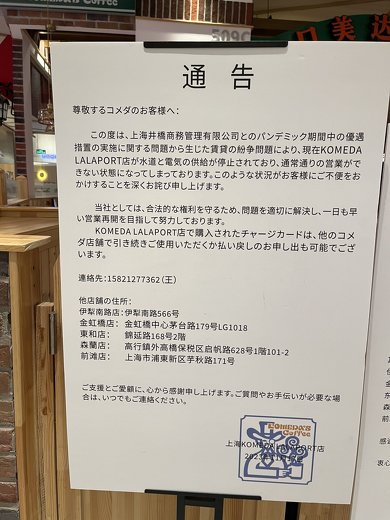 通 告
尊敬するコメダのお客様へ：
この度は、上海井橋商務管理有限公司とのパンデミック期間中の優遇
措置の実施に関する問題から生じた賃貸の紛争問題により、現在KOMEDA
LALAPORT店が水道と電気の供給が停止されており、通常通りの営業がで
きない状態になってしまっております。このような状況がお客様にご不便をお
かけすることを深くお詫び申し上げます。
当社としては、合法的な権利を守るため、問題を適切に解決し、一日も早
い営業再開を目指して努力しております。
KOMEDA LALAPORT店で購入されたチャージカードは、他のコメ
ダ店舗で引き続きご使用いただくか払い戻しのお申し出も可能でござ
います。
連絡先：15821277362（王）
他店舗の住所：
伊犁南路店：伊犁南路566号
金虹橋店： 金虹橋中心茅台路179号LG1018
東和店： 錦延路168号2階
森蘭店： 高行鎮外高橋保税区启帆路628号1階101-2
前滩店： 上海市浦東新区芋秋路171号
ご支援とご愛顧に、心から感謝申し上げます。ご質問やお手伝いが必要な場
合は、いつでもご連絡ください。
KOMEDA'S
Coffee
上海KOMEDA LALAPORT店